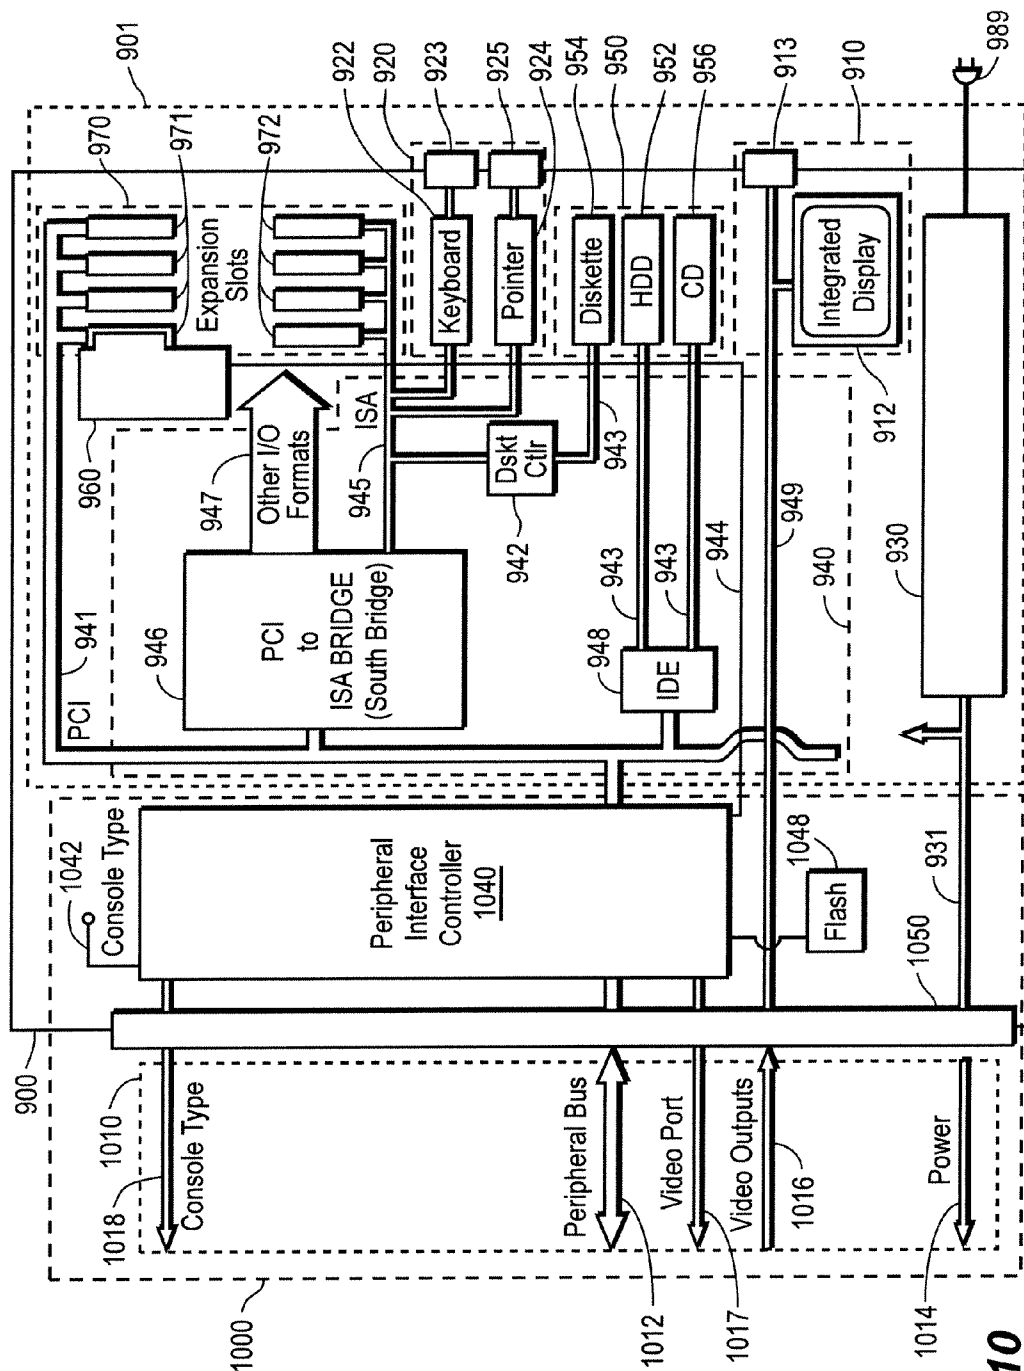 900
1000
1010
1018
Console Type
Peripheral Bus
1012
Video Port
1017
Video Outputs
1016
Power
1014
1042
Console Type
Peripheral
Interface
Controller
1040
1048
Flash
1050
931
PCI
941
946
PCI
to
ISA BRIDGE
(South Bridge)
947
Other I/O
Formats
945
ISA
960
948
IDE
943
943
943
942
Dskt
Ctlr
944
949
940
930
970
901
971
972
Expansion
Slots
922
920
923
925
924
954
950
952
956
913
910
989
Keyboard
Pointer
Diskette
HDD
CD
Integrated
Display
912
10